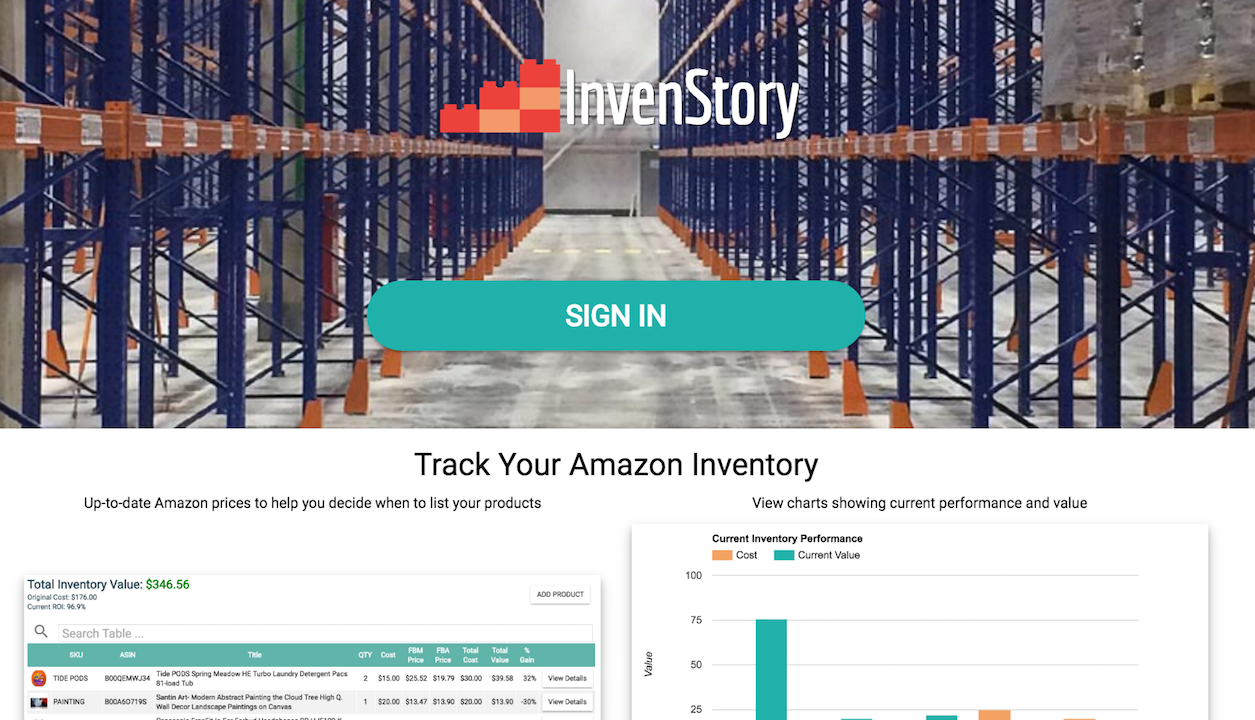 InvenStory
SIGN IN
Track Your Amazon Inventory
Up-to-date Amazon prices to help you decide when to list your products
View charts showing current performance and value
Current Inventory Performance
Cost Current Value
100
75
50
25
Value
Total Inventory Value: $346.56
Original Cost: $176.00
Current ROI: 96.9%
ADD PRODUCT
Search Table ...
SKU ASIN Title QTY Cost FBM Price FBA Price Total Cost Total Value % Gain
TIDE PODS B00QEMWJ34 Tide PODS Spring Meadow HE Turbo Laundry Detergent Pacs 2 $15.00 $25.52 $19.79 $30.00 $39.58 32% View Details
81-load Tub
PAINTING B00A6O719S Santin Art- Modern Abstract Painting the Cloud Tree High Q. 1 $20.00 $13.47 $13.90 $20.00 $13.90 -30% View Details
Wall Decor Landscape Paintings on Canvas